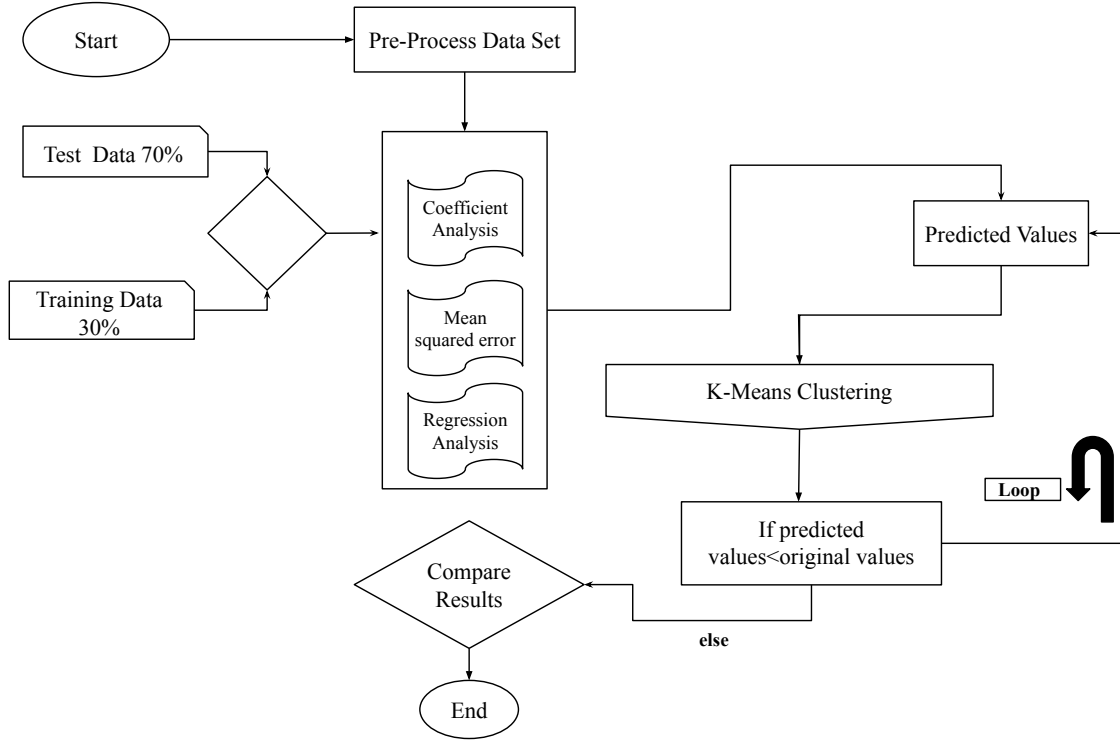 Start
Pre-Process Data Set
Test Data 70%
Training Data
30%
Coefficient
Analysis
Mean
squared error
Regression
Analysis
Predicted Values
K-Means Clustering
Loop
If predicted
values<original values
else
Compare
Results
End